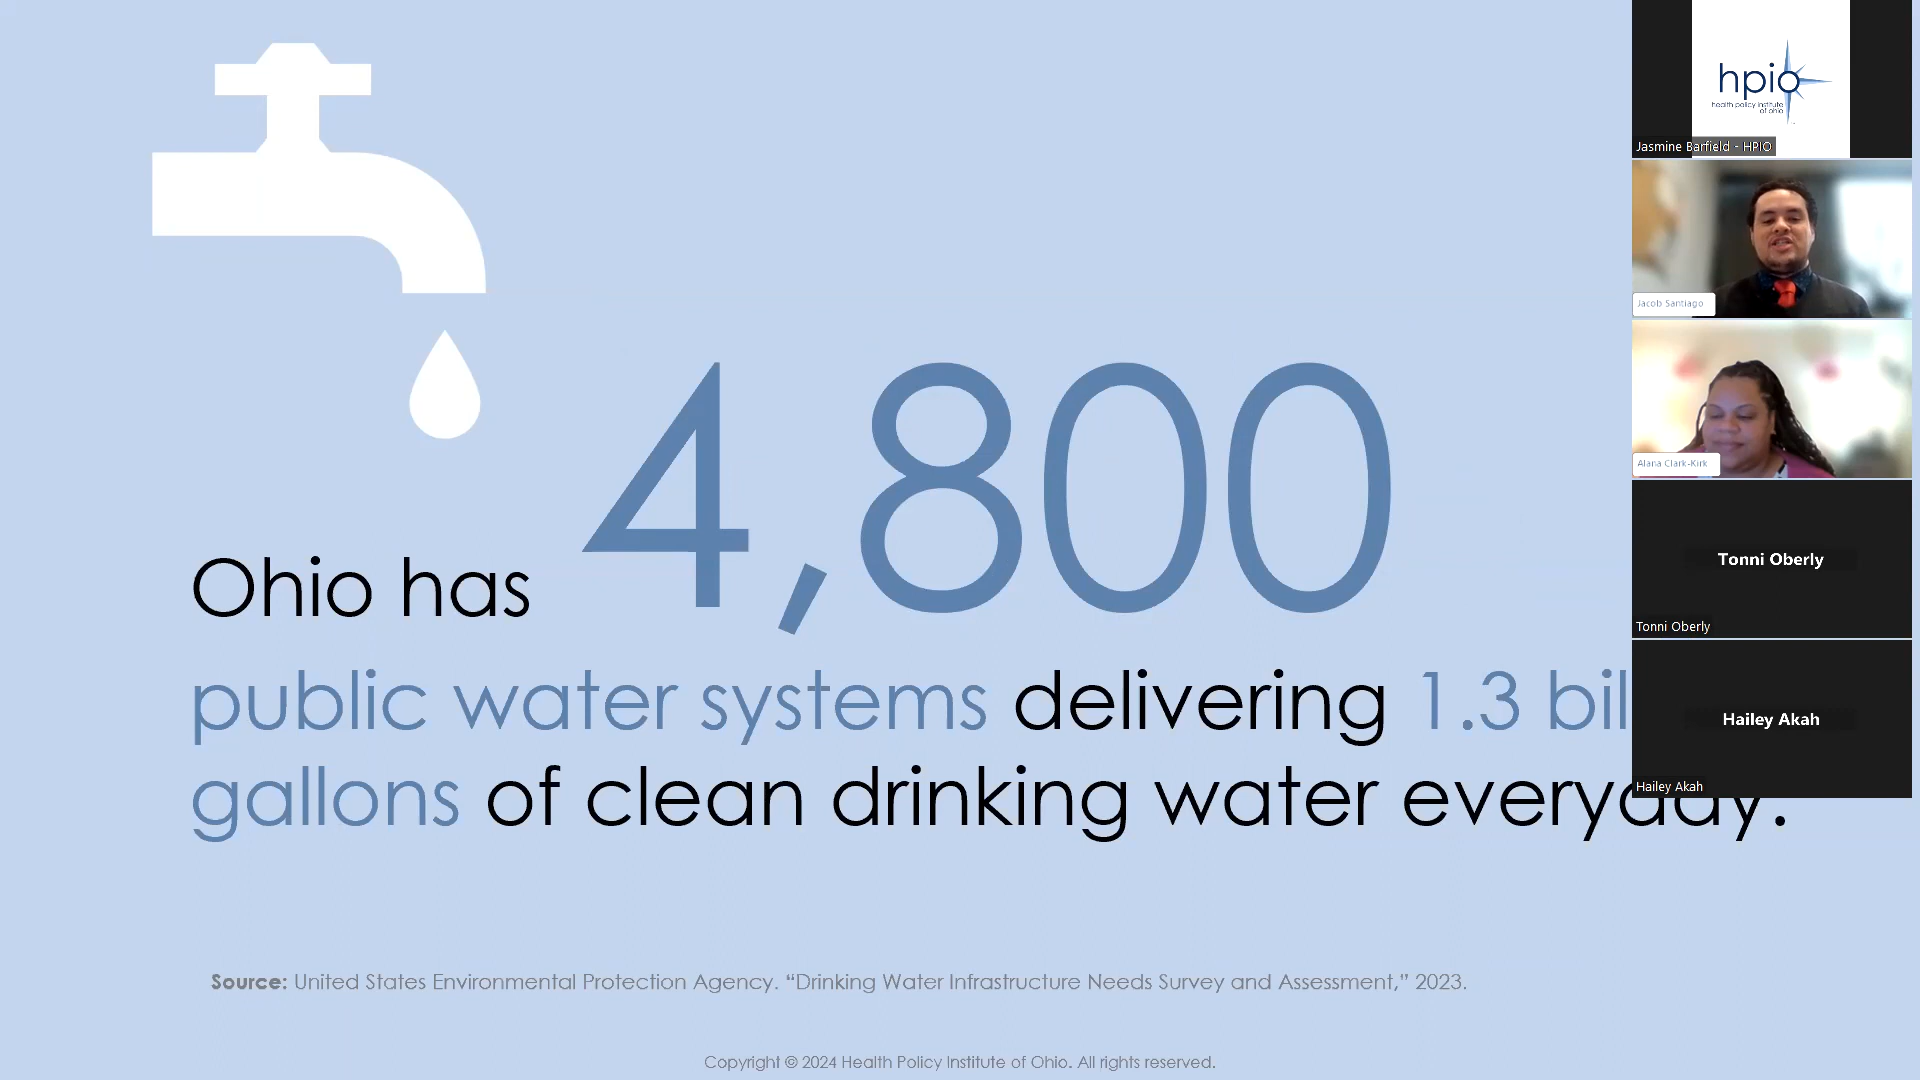 Ohio has 4,800
public water systems delivering 1.3 bil
gallons of clean drinking water everyday.
Source: United States Environmental Protection Agency. “Drinking Water Infrastructure Needs Survey and Assessment,” 2023.
Copyright © 2024 Health Policy Institute of Ohio. All rights reserved.
hpio
health policy institute
of ohio
Jasmine Barfield - HPIO
Jacob Santiago
Alana Clark-Kirk
Tonni Oberly
Tonni Oberly
Hailey Akah
Hailey Akah